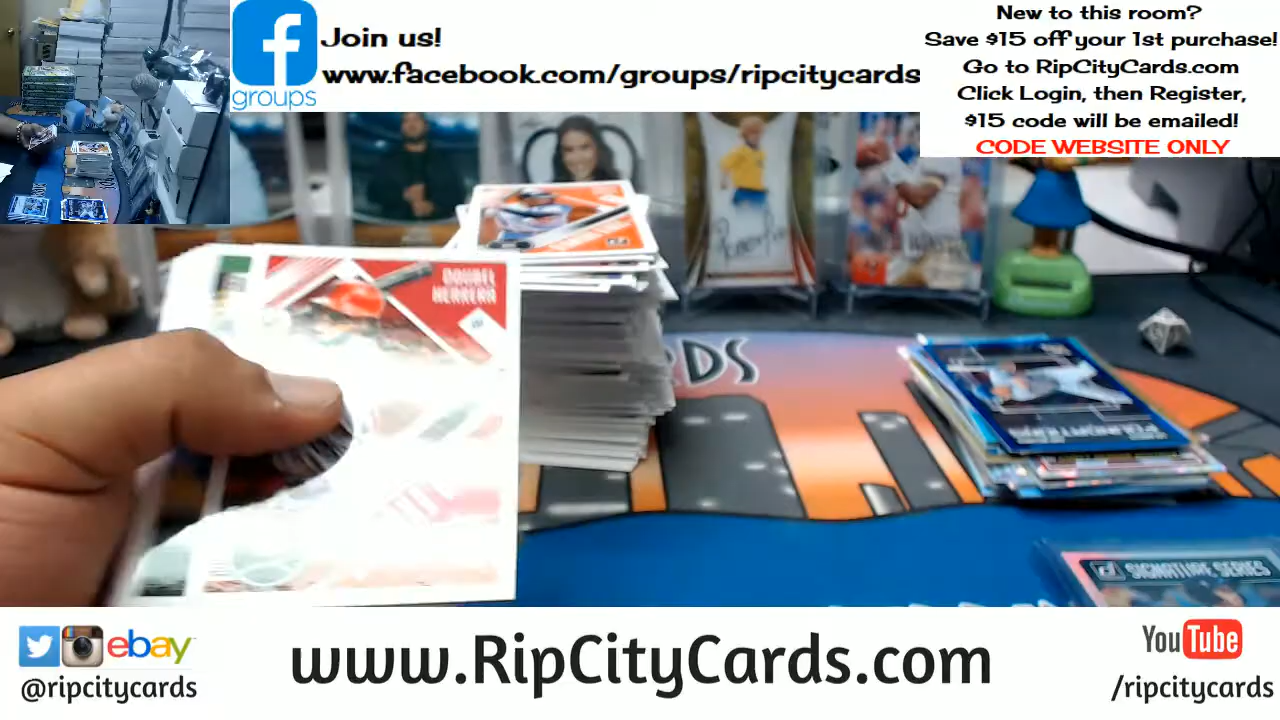 Join us!
www.facebook.com/groups/ripcitycards
f
groups
New to this room?
Save $15 off your 1st purchase!
Go to RipCityCards.com
Click Login, then Register,
$15 code will be emailed!
CODE WEBSITE ONLY
ODUBEL
HERRERA
RDS
SIGNATURE SERIES
ebay
@ripcitycards
www.RipCityCards.com
YouTube
/ripcitycards